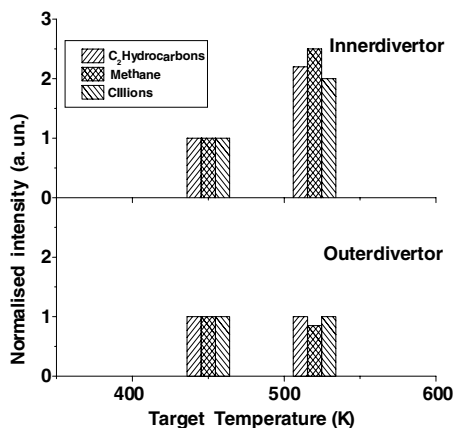 3
Innerdivertor
C2Hydrocarbons
Methane
CIIIions
2
1
0
Normalised intensity (a. un.)
2
Outerdivertor
1
0
400 500 600
Target Temperature (K)